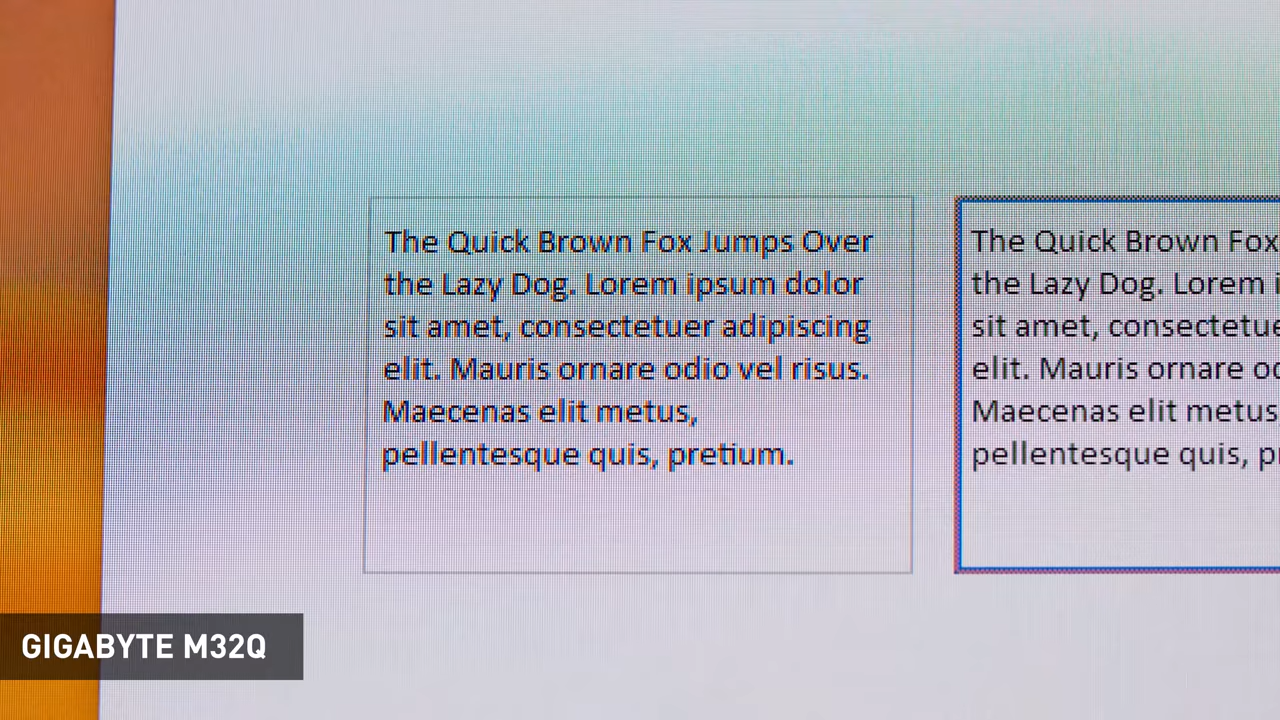 The Quick Brown Fox Jumps Over
the Lazy Dog. Lorem ipsum dolor
sit amet, consectetuer adipiscing
elit. Mauris ornare odio vel risus.
Maecenas elit metus,
pellentesque quis, pretium.
The Quick Brown Fox
the Lazy Dog. Lorem
sit amet,
elit. Mauris ornare
Maecenas elit metus,
pellentesque quis,
GIGABYTE M32Q